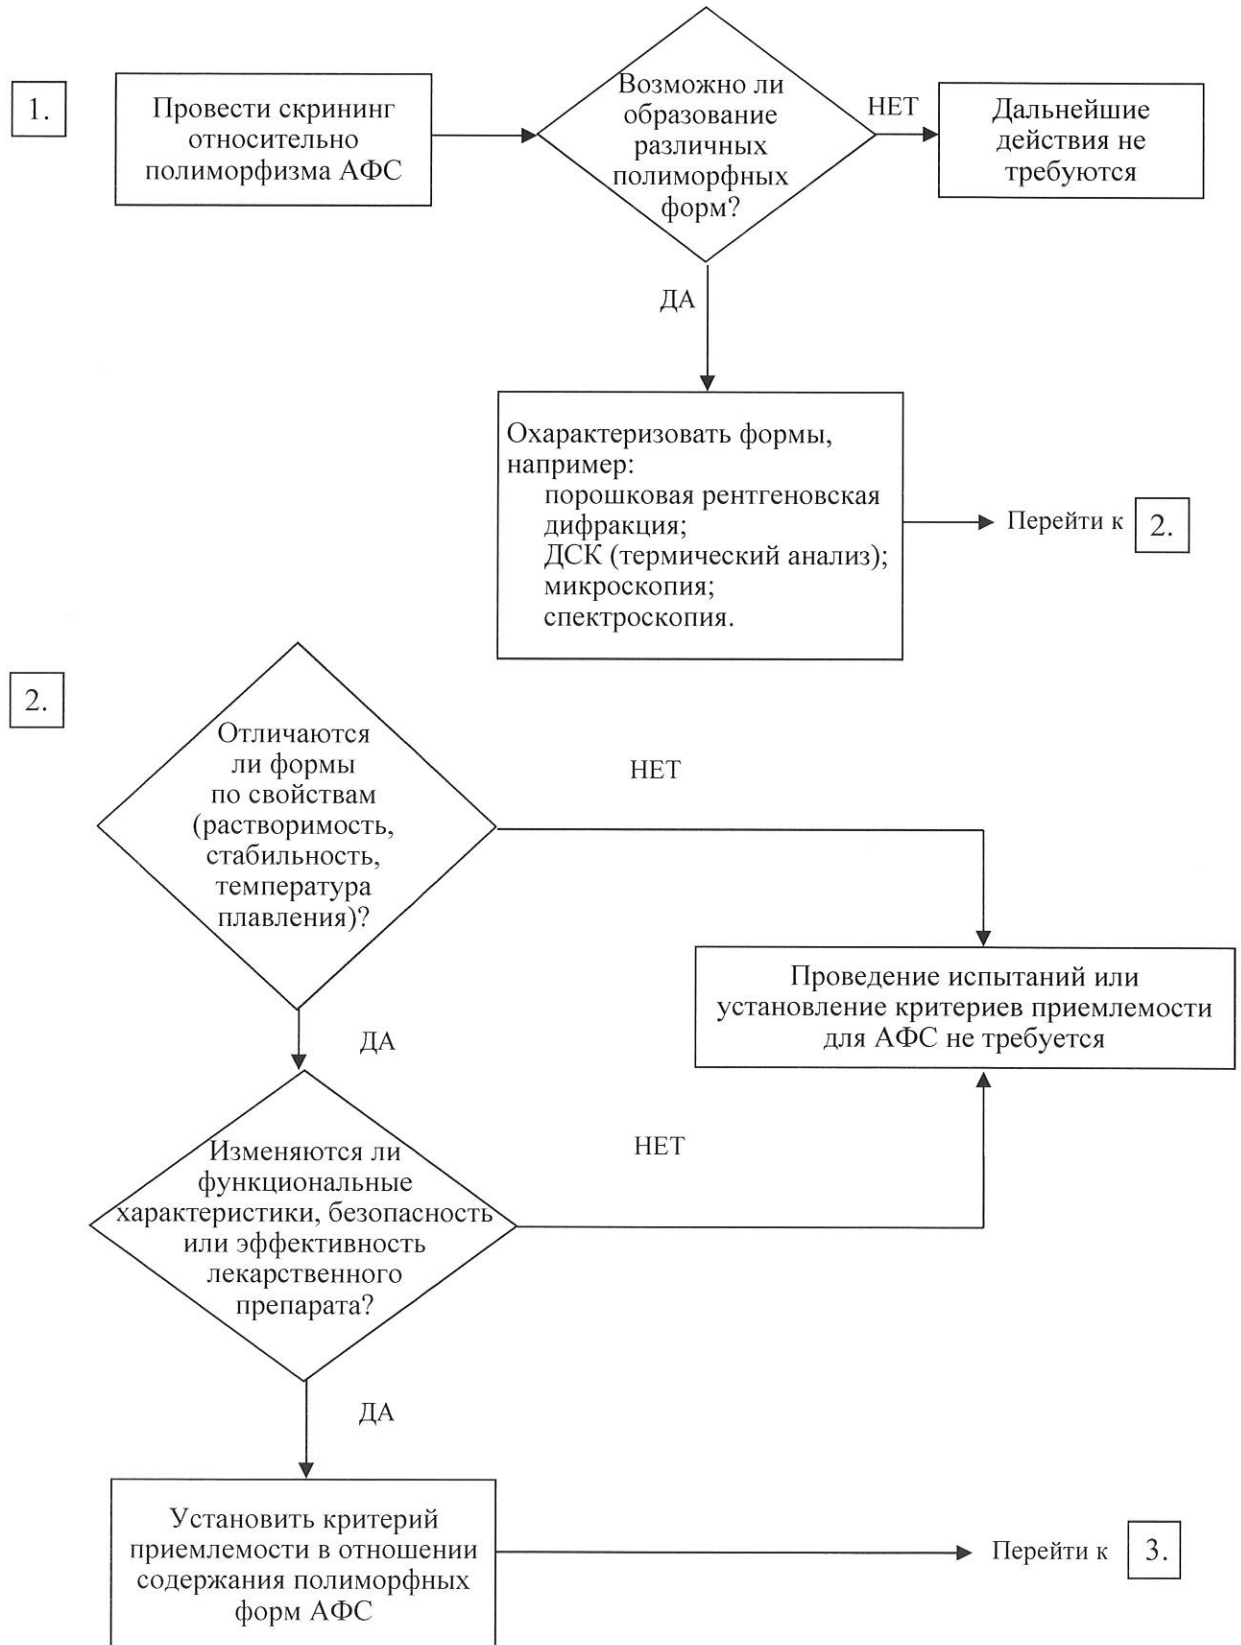 1.
Провести скрининг
относительно
полиморфизма АФС
Возможно ли
образование
различных
полиморфных
форм?
НЕТ
Дальнейшие
действия не
требуются
ДА
Охарактеризовать формы,
например:
порошковая рентгеновская
дифракция;
ДСК (термический анализ);
микроскопия;
спектроскопия.
Перейти к 2.
2.
Отличаются
ли формы
по свойствам
(растворимость,
стабильность,
температура
плавления)?
НЕТ
Проведение испытаний или
установление критериев приемлемости
для АФС не требуется
ДА
Изменяются ли
функциональные
характеристики, безопасность
или эффективность
лекарственного
препарата?
НЕТ
ДА
Установить критерий
приемлемости в отношении
содержания полиморфных
форм АФС
Перейти к 3.